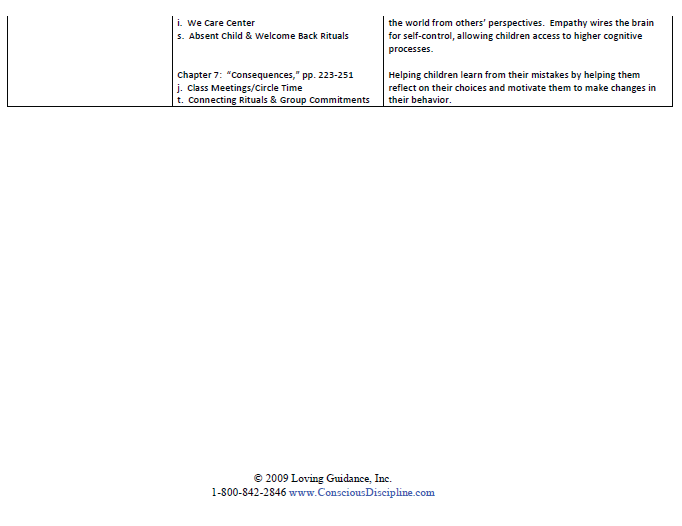 i.  We Care Center
s.  Absent Child & Welcome Back Rituals
the world from others' perspectives.  Empathy wires the brain
for self-control, allowing children access to higher cognitive
processes.
Chapter 7:  “Consequences,” pp. 223-251
j.  Class Meetings/Circle Time
t.  Connecting Rituals & Group Commitments
Helping children learn from their mistakes by helping them
reflect on their choices and motivate them to make changes in
their behavior.
© 2009 Loving Guidance, Inc.
1-800-842-2846 www.ConsciousDiscipline.com